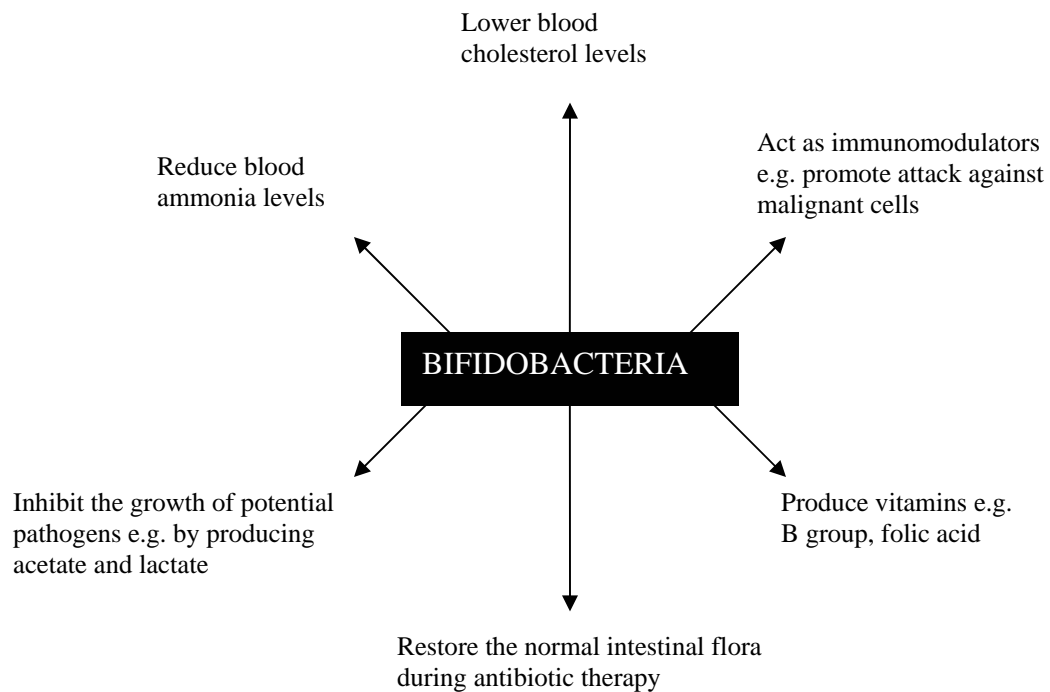 Lower blood
cholesterol levels
Act as immunomodulators
e.g. promote attack against
malignant cells
Reduce blood
ammonia levels
BIFIDOBACTERIA
Inhibit the growth of potential
pathogens e.g. by producing
acetate and lactate
Produce vitamins e.g.
B group, folic acid
Restore the normal intestinal flora
during antibiotic therapy